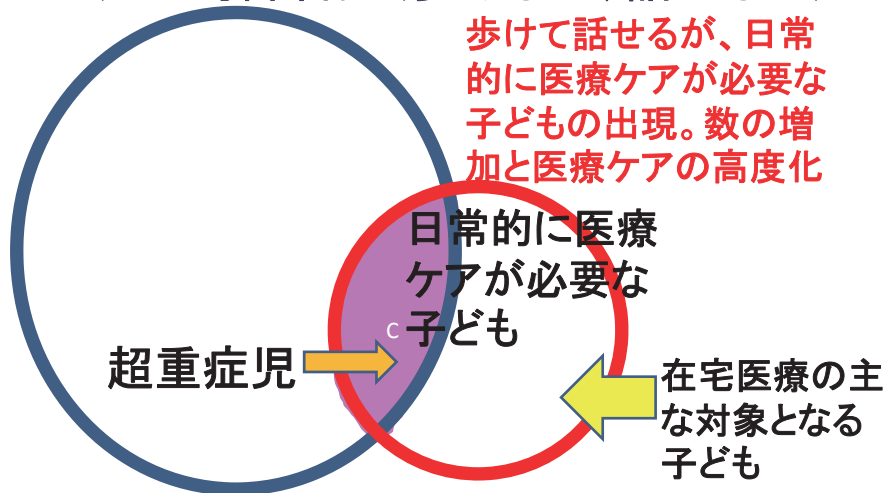 歩けて話せるが、日常
的に医療ケアが必要な
子どもの出現。数の増
加と医療ケアの高度化
日常的に医療
ケアが必要な
子ども
C
超重症児
在宅医療の主
な対象となる
子ども